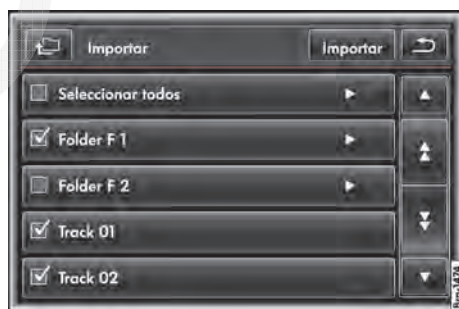 Importar Importar
Seleccionar todos
Folder F 1
Folder F 2
Track 01
Track 02